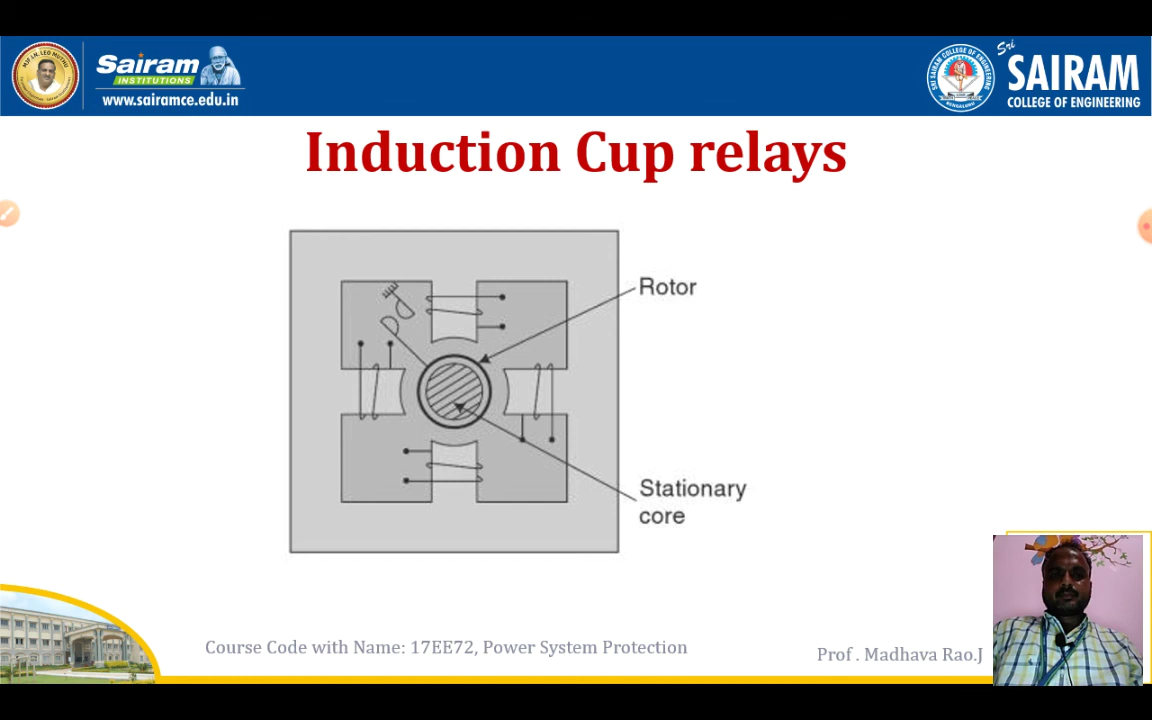 Sairam
INSTITUTIONS
www.sairamce.edu.in
Sri
SAIRAM
COLLEGE OF ENGINEERING
Induction Cup relays
Rotor
Stationary
core
Course Code with Name: 17EE72, Power System Protection
Prof . Madhava Rao.J